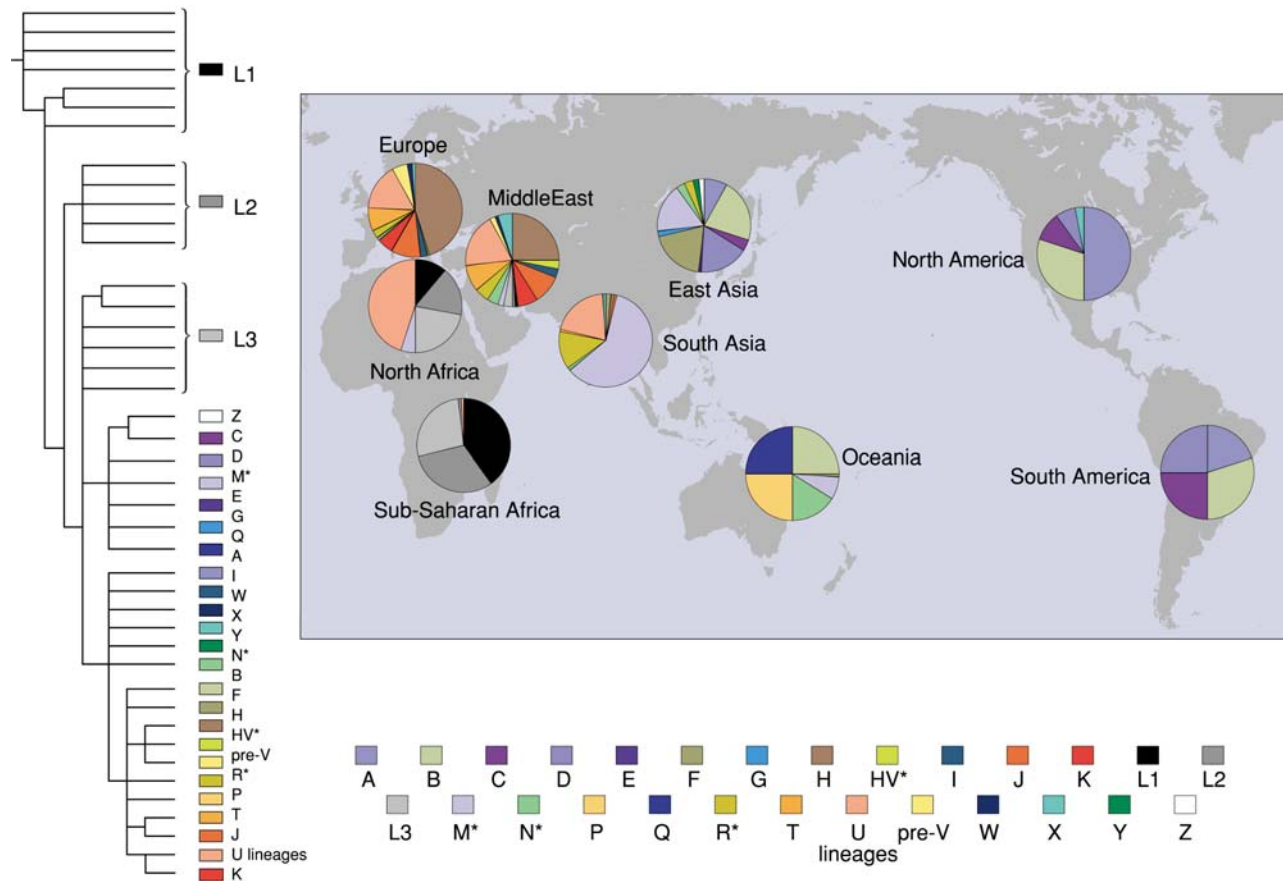 L1
L2
L3
Z
C
D
M*
E
G
Q
A
I
W
X
Y
N*
B
F
H
HV*
pre-V
R*
P
T
J
U lineages
K
Europe
MiddleEast
North Africa
Sub-Saharan Africa
East Asia
South Asia
Oceania
North America
South America
A B C D E F G H HV* I J K L1 L2
L3 M* N* P Q R* T U pre-V W X Y Z
lineages